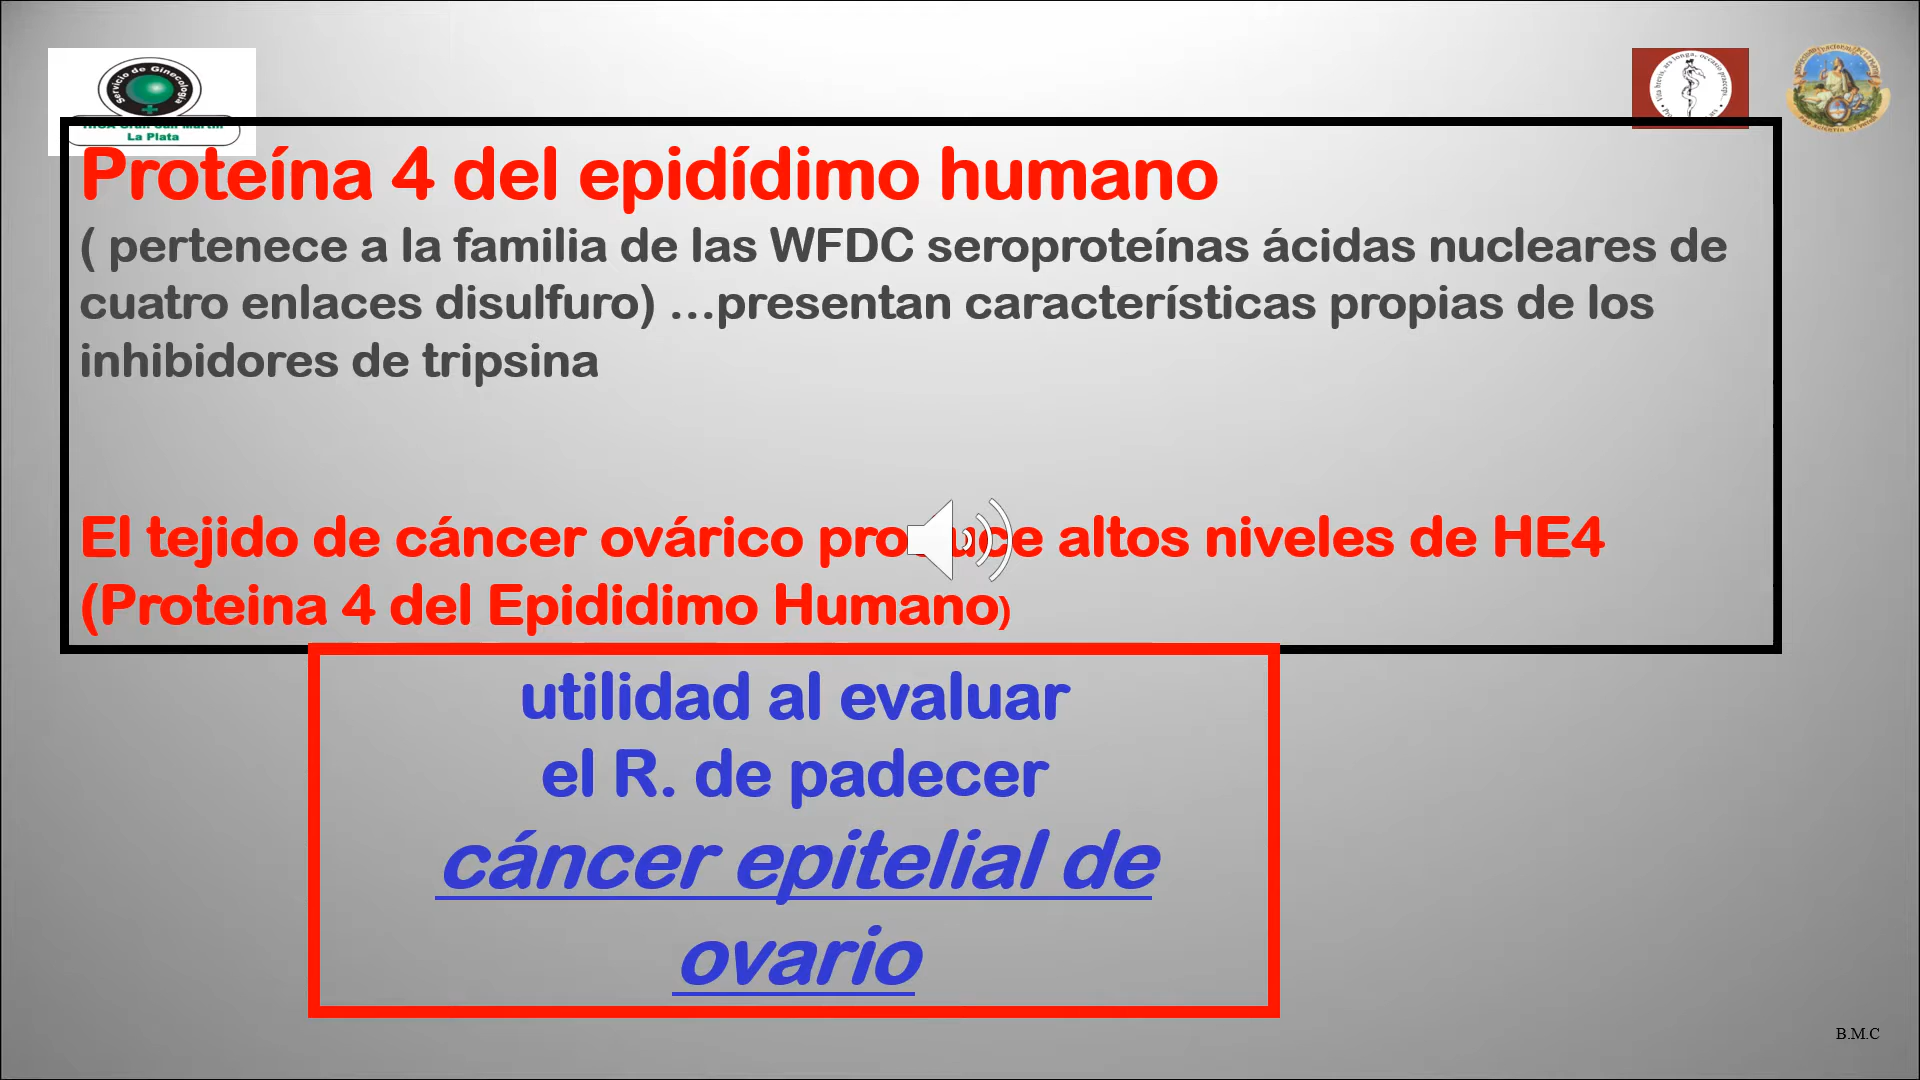 Servicio de Ginecología
La Plata
Proteína 4 del epidídimo humano
( pertenece a la familia de las WFDC seroproteínas ácidas nucleares de
cuatro enlaces disulfuro) …presentan características propias de los
inhibidores de tripsina
El tejido de cáncer ovárico produce altos niveles de HE4
(Proteina 4 del Epididimo Humano)
utilidad al evaluar
el R. de padecer
cáncer epitelial de
ovario
B.M.C